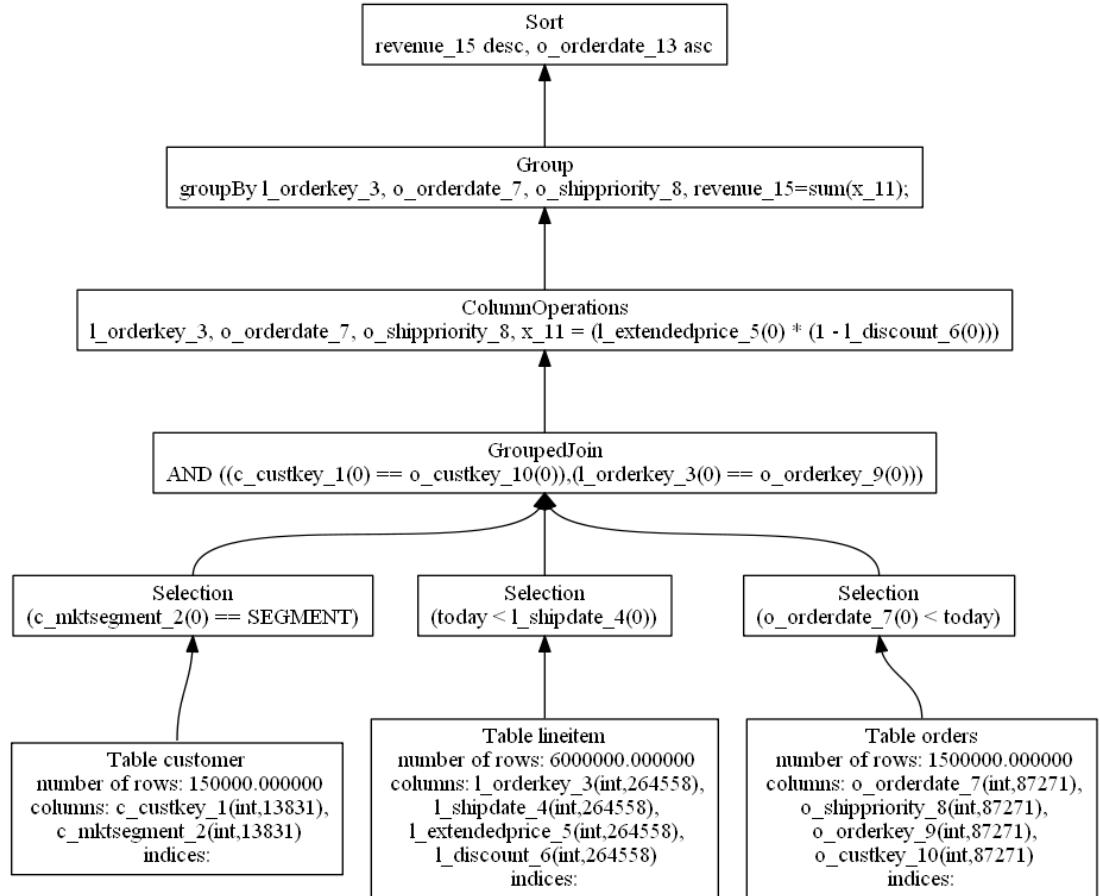 Sort
revenue_15 desc, o_orderdate_13 asc
Group
groupBy l_orderkey_3, o_orderdate_7, o_shippriority_8, revenue_15=sum(x_11);
ColumnOperations
l_orderkey_3, o_orderdate_7, o_shippriority_8, x_11 = (l_extendedprice_5(0) * (1 - l_discount_6(0)))
GroupedJoin
AND ((c_custkey_1(0) == o_custkey_10(0)),(l_orderkey_3(0) == o_orderkey_9(0)))
Selection
(c_mktsegment_2(0) == SEGMENT)
Selection
(today < l_shipdate_4(0))
Selection
(o_orderdate_7(0) < today)
Table customer
number of rows: 150000.000000
columns: c_custkey_1(int,13831),
c_mktsegment_2(int,13831)
indices:
Table lineitem
number of rows: 6000000.000000
columns: l_orderkey_3(int,264558),
l_shipdate_4(int,264558),
l_extendedprice_5(int,264558),
l_discount_6(int,264558)
indices:
Table orders
number of rows: 1500000.000000
columns: o_orderdate_7(int,87271),
o_shippriority_8(int,87271),
o_orderkey_9(int,87271),
o_custkey_10(int,87271)
indices: